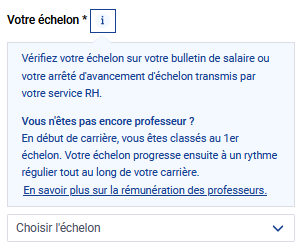 Votre échelon * i
Vérifiez votre échelon sur votre bulletin de salaire ou
votre arrêté d'avancement d'échelon transmis par
votre service RH.
Vous n'êtes pas encore professeur ?
En début de carrière, vous êtes classés au 1er
échelon. Votre échelon progresse ensuite à un rythme
régulier tout au long de votre carrière.
En savoir plus sur la rémunération des professeurs.
Choisir l'échelon